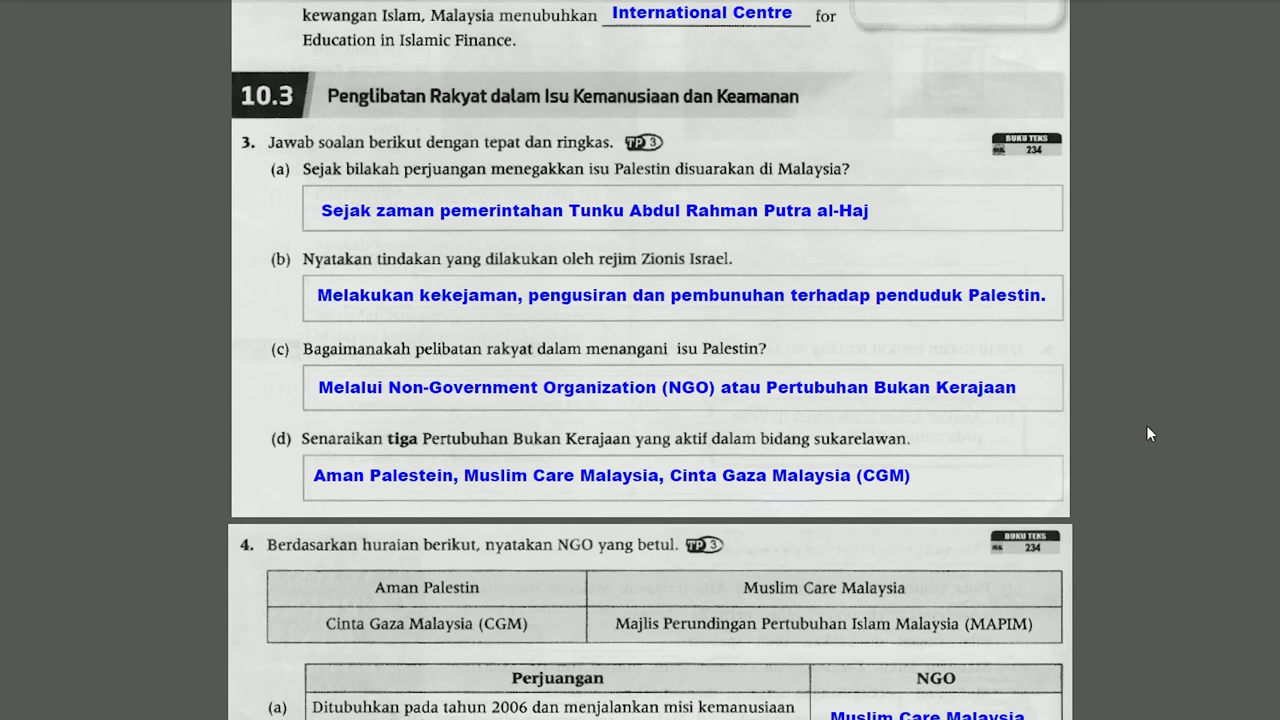 kewangan Islam, Malaysia menubuhkan International Centre for
Education in Islamic Finance.
10.3 Penglibatan Rakyat dalam Isu Kemanusiaan dan Keamanan
3. Jawab soalan berikut dengan tepat dan ringkas. TP 3
BUKU TEKS
234
(a) Sejak bilakah perjuangan menegakkan isu Palestin disuarakan di Malaysia?
Sejak zaman pemerintahan Tunku Abdul Rahman Putra al-Haj
(b) Nyatakan tindakan yang dilakukan oleh rejim Zionis Israel.
Melakukan kekejaman, pengusiran dan pembunuhan terhadap penduduk Palestin.
(c) Bagaimanakah pelibatan rakyat dalam menangani isu Palestin?
Melalui Non-Government Organization (NGO) atau Pertubuhan Bukan Kerajaan
(d) Senaraikan tiga Pertubuhan Bukan Kerajaan yang aktif dalam bidang sukarelawan.
Aman Palestein, Muslim Care Malaysia, Cinta Gaza Malaysia (CGM)
4. Berdasarkan huraian berikut, nyatakan NGO yang betul. TP 3
BUKU TEKS
234
Aman Palestin Muslim Care Malaysia
Cinta Gaza Malaysia (CGM) Majlis Perundingan Pertubuhan Islam Malaysia (MAPIM)
Perjuangan NGO
(a) Ditubuhkan pada tahun 2006 dan menjalankan misi kemanusiaan
Muslim Care Malaysia